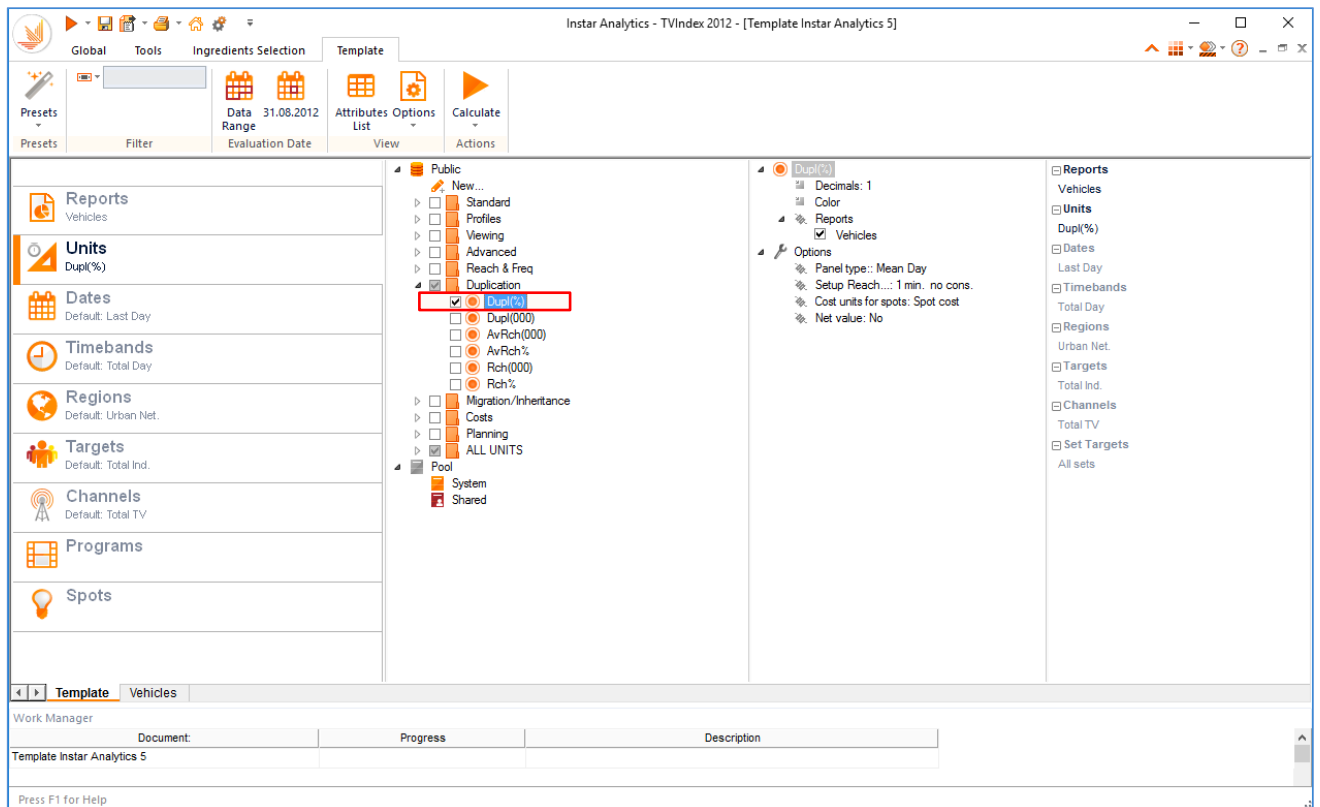 Instar Analytics - TVIndex 2012 - [Template Instar Analytics 5]
Global Tools Ingredients Selection Template
Presets
Data Range
31.08.2012
Attributes List
Options
Calculate
Presets Filter Evaluation Date View Actions
Reports
Vehicles
Units
Dupl(%)
Dates
Default: Last Day
Timebands
Default: Total Day
Regions
Default: Urban Net.
Targets
Default: Total Ind.
Channels
Default: Total TV
Programs
Spots
Public
New...
Standard
Profiles
Viewing
Advanced
Reach & Freq
Duplication
Dupl(%)
Dupl(000)
AvRch(000)
AvRch%
Rch(000)
Rch%
Migration/Inheritance
Costs
Planning
ALL UNITS
Pool
System
Shared
Dupl(%)
Decimals: 1
Color
Reports
Vehicles
Options
Panel type:: Mean Day
Setup Reach...: 1 min. no cons.
Cost units for spots: Spot cost
Net value: No
Reports
Vehicles
Units
Dupl(%)
Dates
Last Day
Timebands
Total Day
Regions
Urban Net.
Targets
Total Ind.
Channels
Total TV
Set Targets
All sets
Template Vehicles
Work Manager
Document: Progress Description
Template Instar Analytics 5
Press F1 for Help